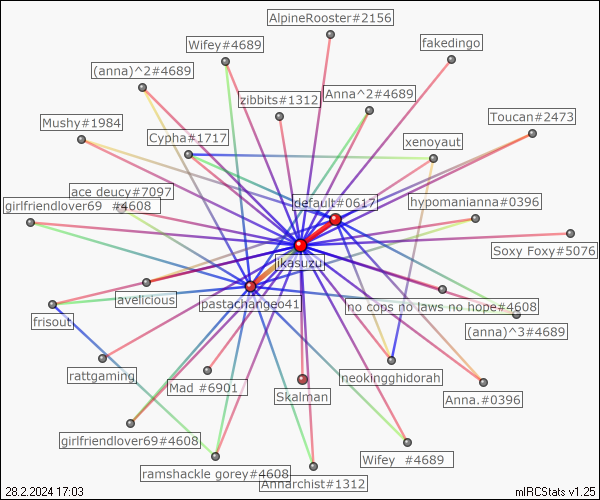 AlpineRooster#2156
fakedingo
Wifey#4689
(anna)^2#4689
zibbits#1312
Anna^2#4689
Toucan#2473
Mushy#1984
Cypha#1717
xenoyaut
ace deucy#7097
default#0617
hypomanianna#0396
girlfriendlover69 #4608
Soxy Foxy#5076
ikasuzu
avelicious
pastachangeo41
no cops no laws no hope#4608
frisout
(anna)^3#4689
rattgaming
Mad #6901
Skalman
neokingghidorah
Anna.#0396
girlfriendlover69#4608
Wifey #4689
ramshackle gorey#4608
Annarchist#1312
28.2.2024 17:03
mIRCStats v1.25